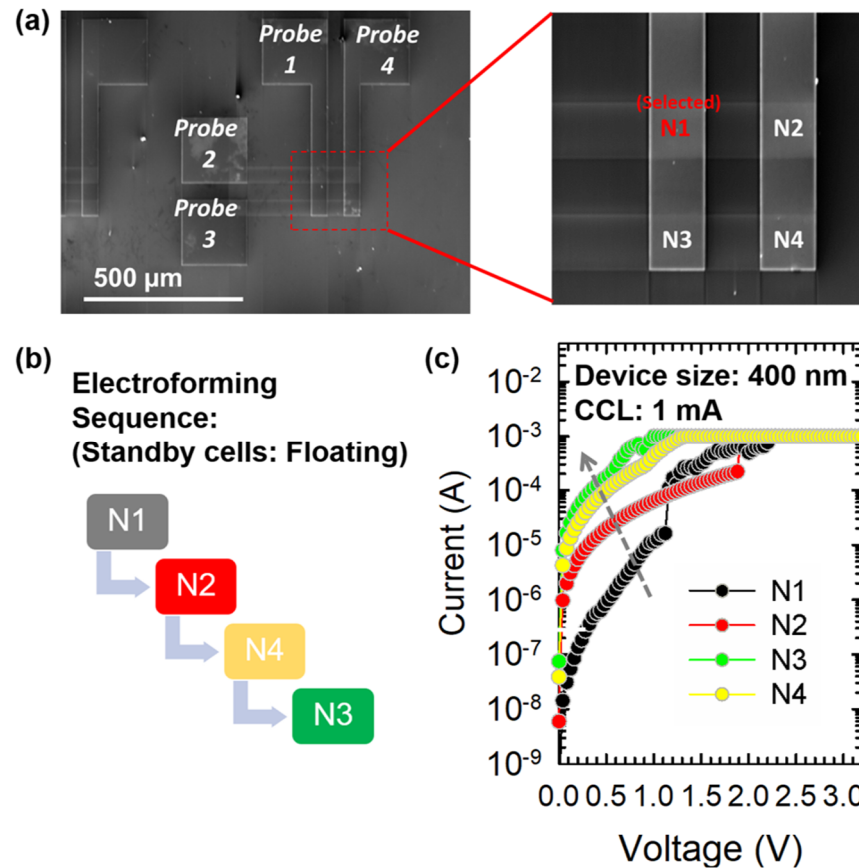 (a)
Probe
1
Probe
4
Probe
2
Probe
3
500 µm
(Selected)
N1
N2
N3
N4
(b)
Electroforming
Sequence:
(Standby cells: Floating)
N1
N2
N4
N3
(c)
Device size: 400 nm
CCL: 1 mA
Current (A)
10⁻²
10⁻³
10⁻⁴
10⁻⁵
10⁻⁶
10⁻⁷
10⁻⁸
10⁻⁹
N1
N2
N3
N4
0.0 0.5 1.0 1.5 2.0 2.5 3.0
Voltage (V)